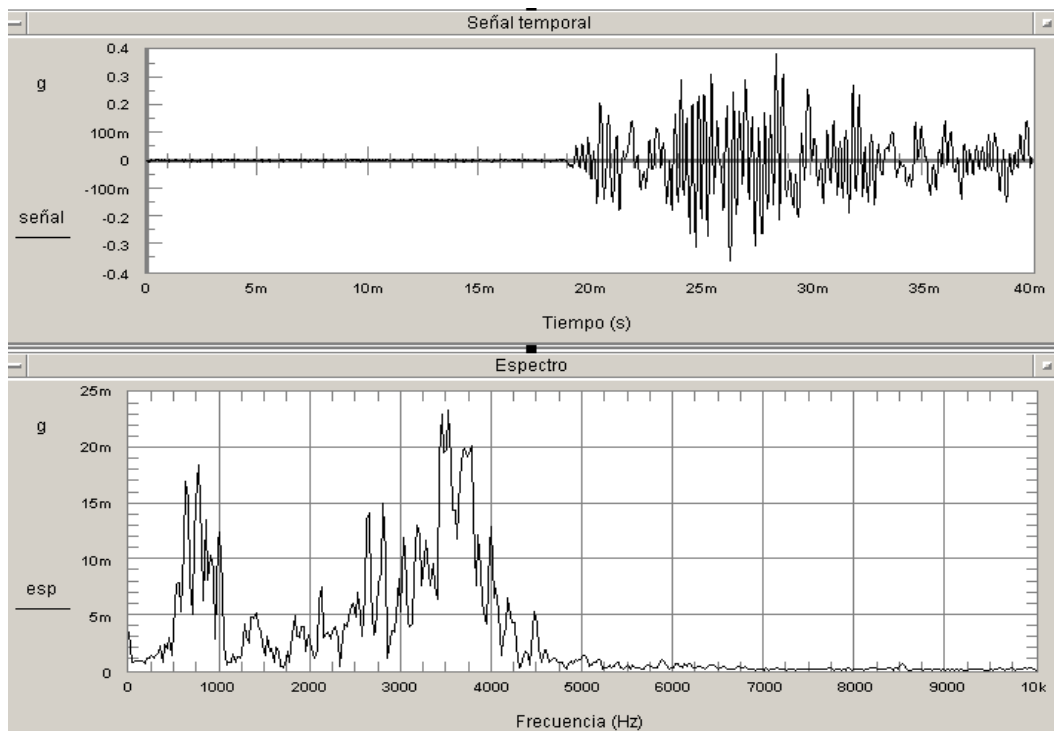 Señal temporal
0.4
g
0.3
0.2
100m
0
-100m
señal
-0.2
-0.3
-0.4
0 5m 10m 15m 20m 25m 30m 35m 40m
Tiempo (s)
Espectro
25m
g
20m
15m
10m
esp
5m
0
0 1000 2000 3000 4000 5000 6000 7000 8000 9000 10k
Frecuencia (Hz)